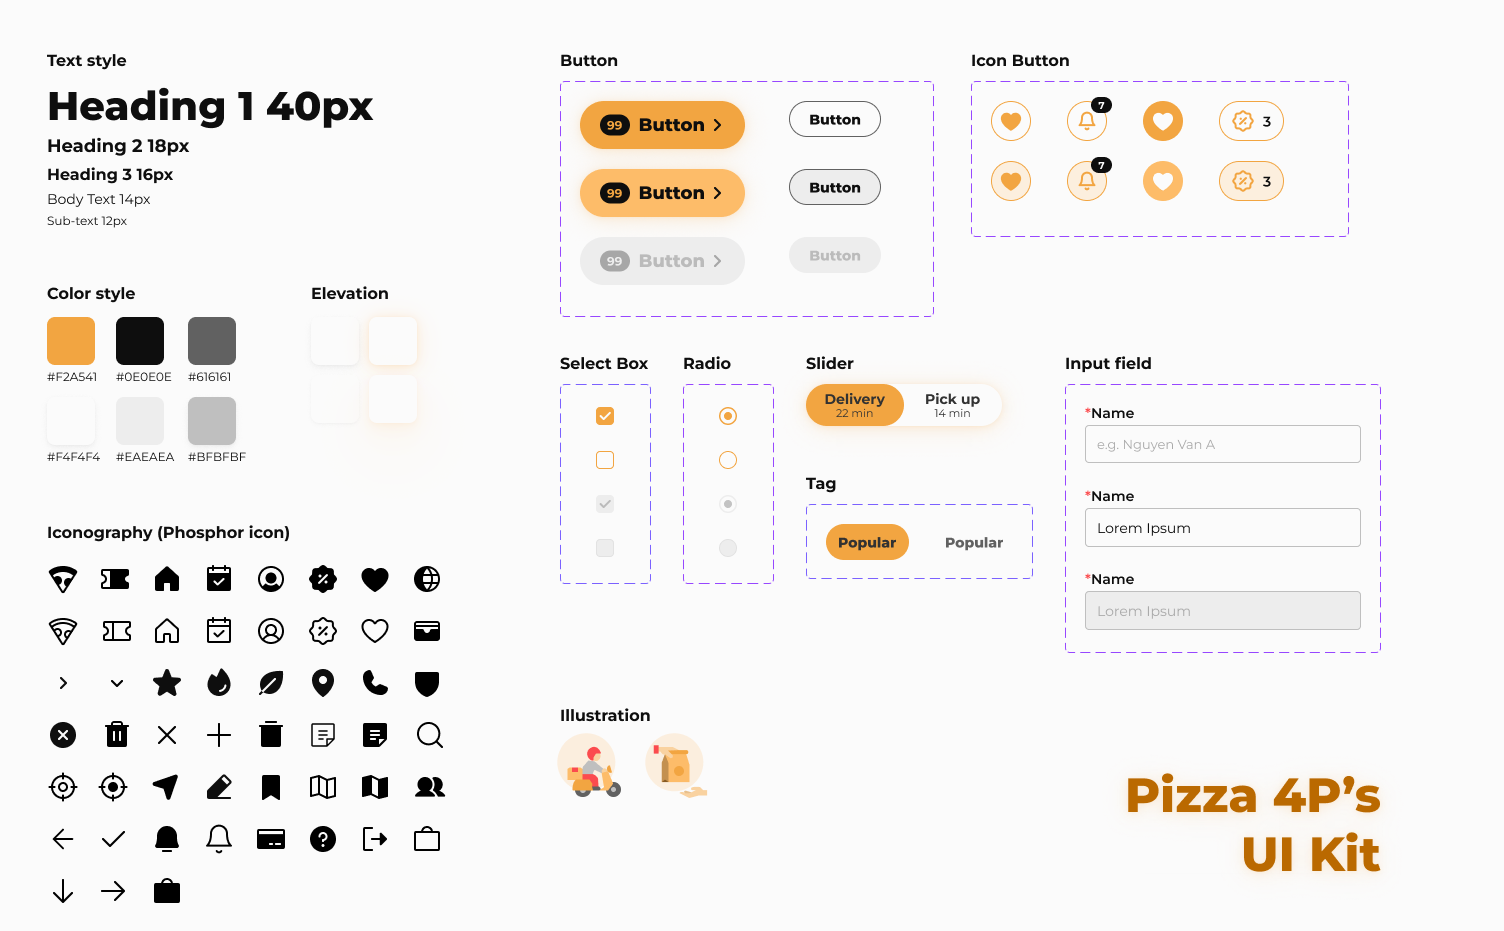 Text style
Heading 1 40px
Heading 2 18px
Heading 3 16px
Body Text 14px
Sub-text 12px
Color style
#F2A541
#0E0E0E
#616161
#F4F4F4
#EAEAEA
#BFBFBF
Elevation
Iconography (Phosphor icon)
Button
99 Button
Button
99 Button
Button
99 Button
Button
Icon Button
7
3
7
3
Select Box
Radio
Slider
Delivery
22 min
Pick up
14 min
Tag
Popular
Popular
Input field
*Name
e.g. Nguyen Van A
*Name
Lorem Ipsum
*Name
Lorem Ipsum
Illustration
Pizza 4P’s
UI Kit